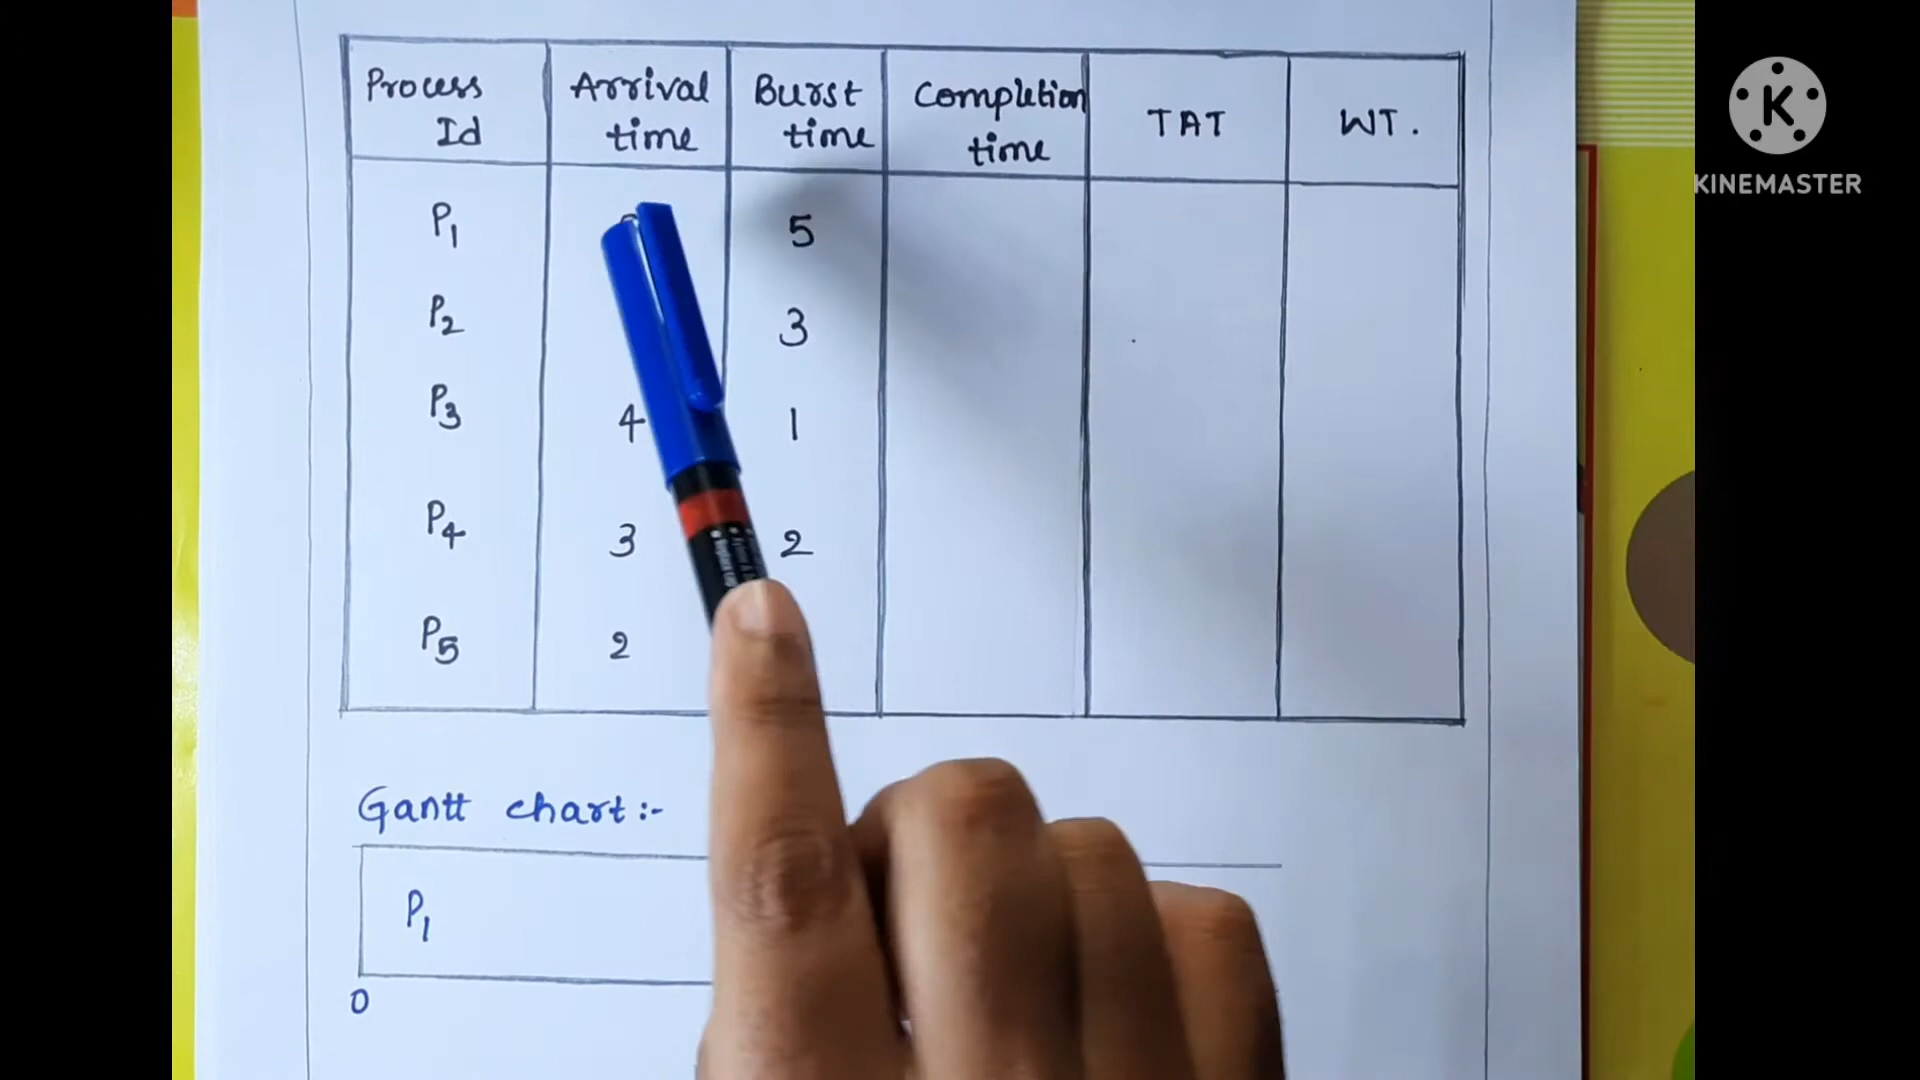 Process Id
Arrival time
Burst time
Completion time
TAT
WT.
P1 5
P2 3
P3 4 1
P4 3 2
P5 2
Gantt chart:-
P1
0
K
KINEMASTER